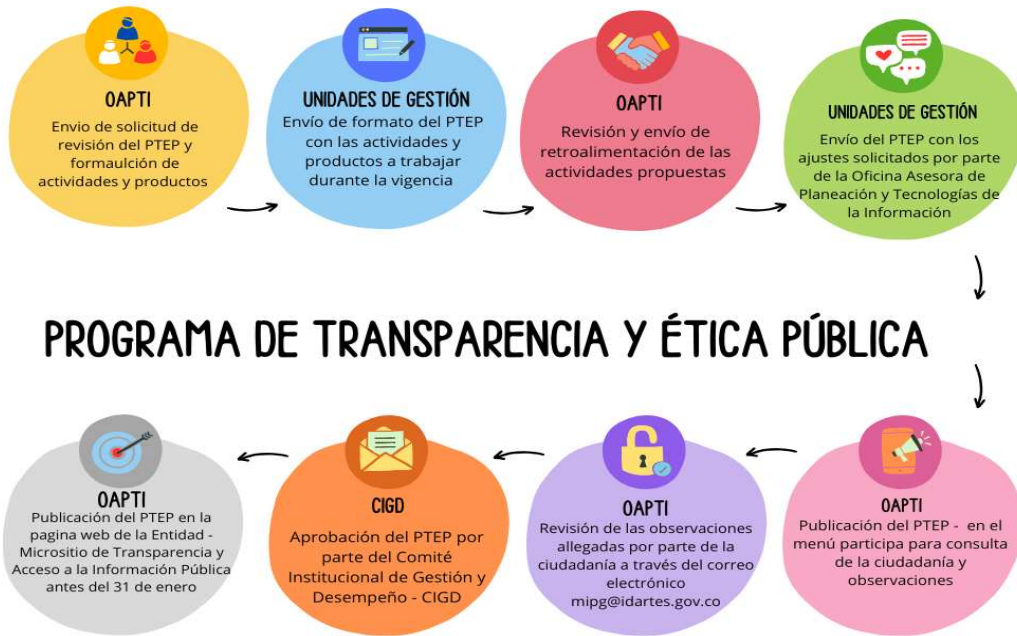 OAPTI
Envio de solicitud de
revisión del PTEP y
formaulción de
actividades y productos
UNIDADES DE GESTIÓN
Envío de formato del PTEP
con las actividades y
productos a trabajar
durante la vigencia
OAPTI
Revisión y envío de
retroalimentación de las
actividades propuestas
UNIDADES DE GESTIÓN
Envío del PTEP con los
ajustes solicitados por parte
de la Oficina Asesora de
Planeación y Tecnologías de
la Información
PROGRAMA DE TRANSPARENCIA Y ÉTICA PÚBLICA
OAPTI
Publicación del PTEP - en el
menú participa para consulta
de la ciudadanía y
observaciones
OAPTI
Revisión de las observaciones
allegadas por parte de la
ciudadanía a través del correo
electrónico
mipg@idartes.gov.co
CIGD
Aprobación del PTEP por
parte del Comité
Institucional de Gestión y
Desempeño - CIGD
OAPTI
Publicación del PTEP en la
pagina web de la Entidad -
Micrositio de Transparencia y
Acceso a la Información Pública
antes del 31 de enero